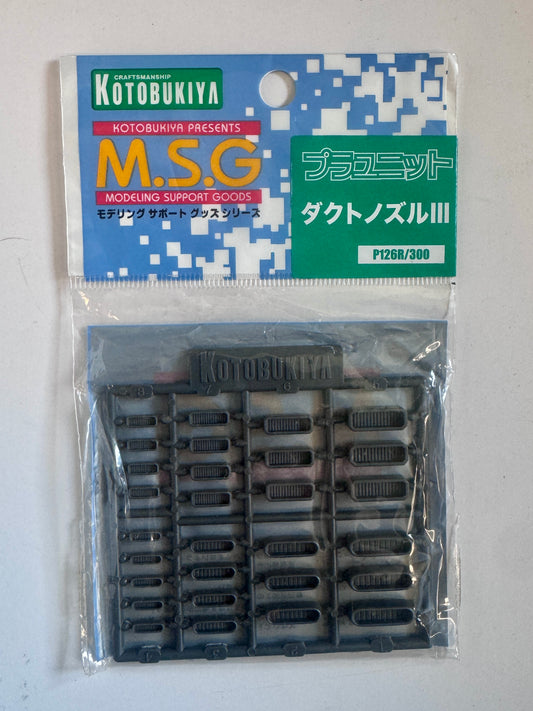 CRAFTSMANSHIP
KOTOBUKIYA
KOTOBUKIYA PRESENTS
M.S.G
MODELING SUPPORT GOODS
モデリング サポート グッズ シリーズ
プラユニット
ダクトノズルIII
P126R/300
KOTOBUKIYA